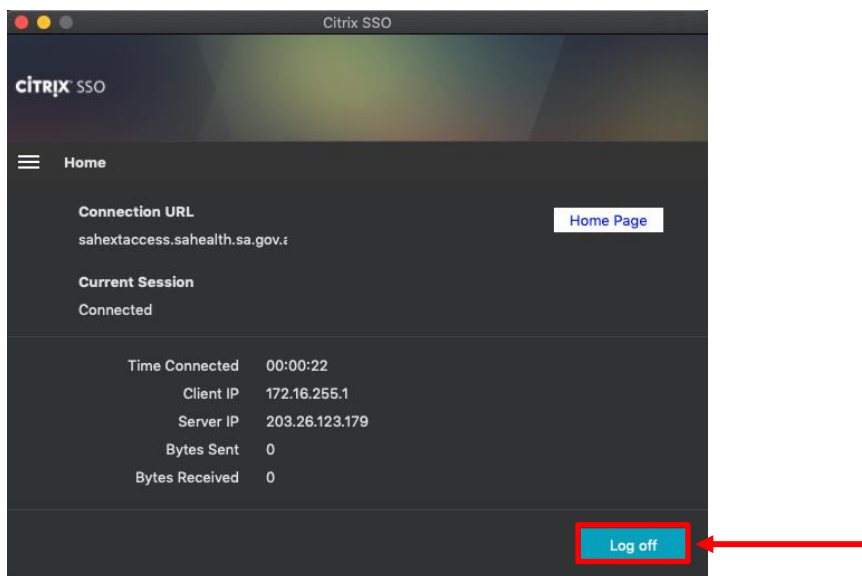 Citrix SSO
CİTRIX SSO
Home
Connection URL
Home Page
sahextaccess.sahealth.sa.gov.a
Current Session
Connected
Time Connected 00:00:22
Client IP 172.16.255.1
Server IP 203.26.123.179
Bytes Sent 0
Bytes Received 0
Log off